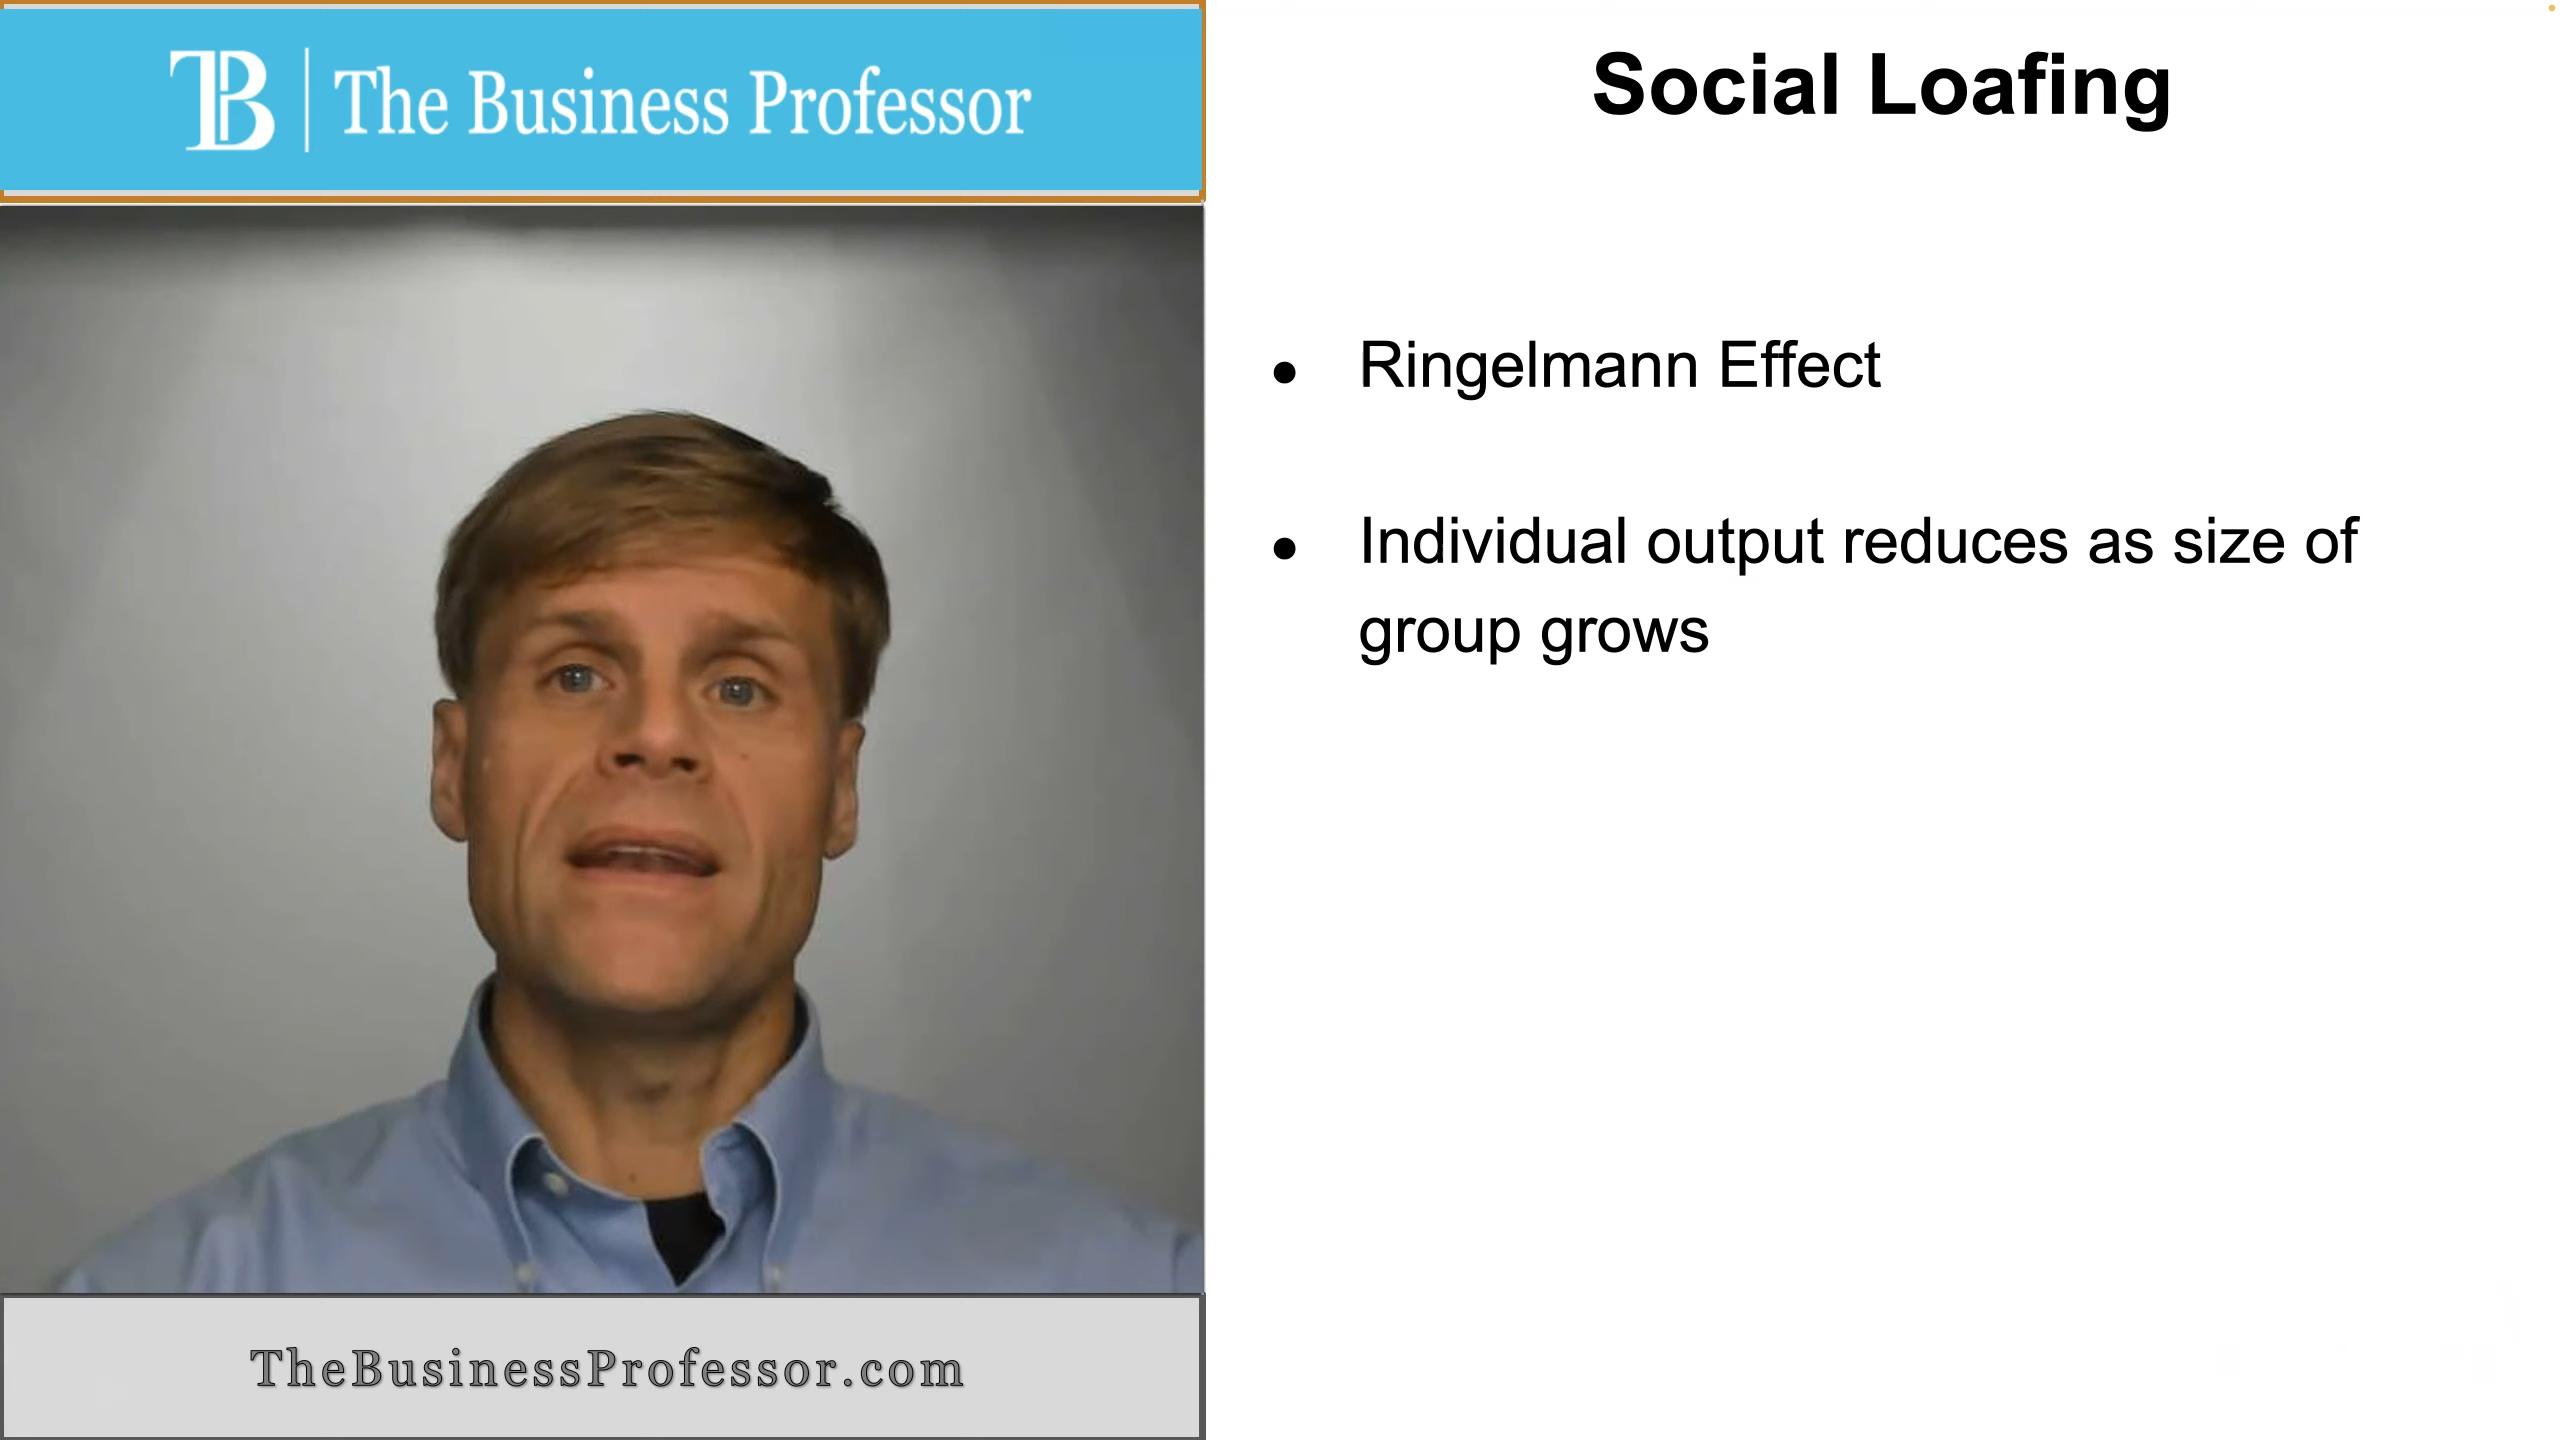 TB | The Business Professor
Social Loafing
● Ringelmann Effect
● Individual output reduces as size of
group grows
TheBusinessProfessor.com